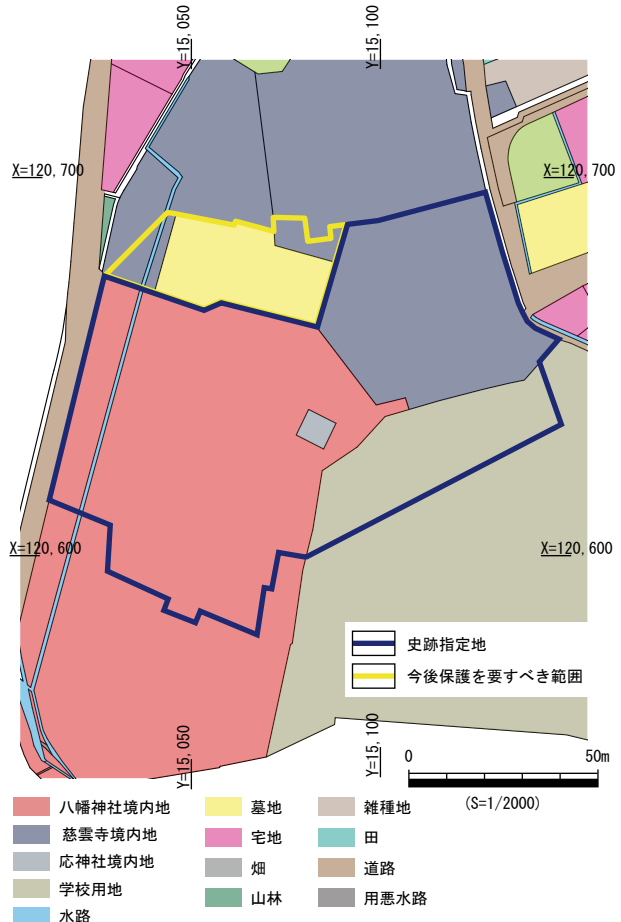 Y=15,050
Y=15,100
X=120,700
X=120,700
X=120,600
X=120,600
史跡指定地
今後保護を要すべき範囲
Y=15,050
Y=15,100
0 50m
(S=1/2000)
八幡神社境内地
慈雲寺境内地
応神社境内地
学校用地
水路
墓地
宅地
畑
山林
雑種地
田
道路
用悪水路